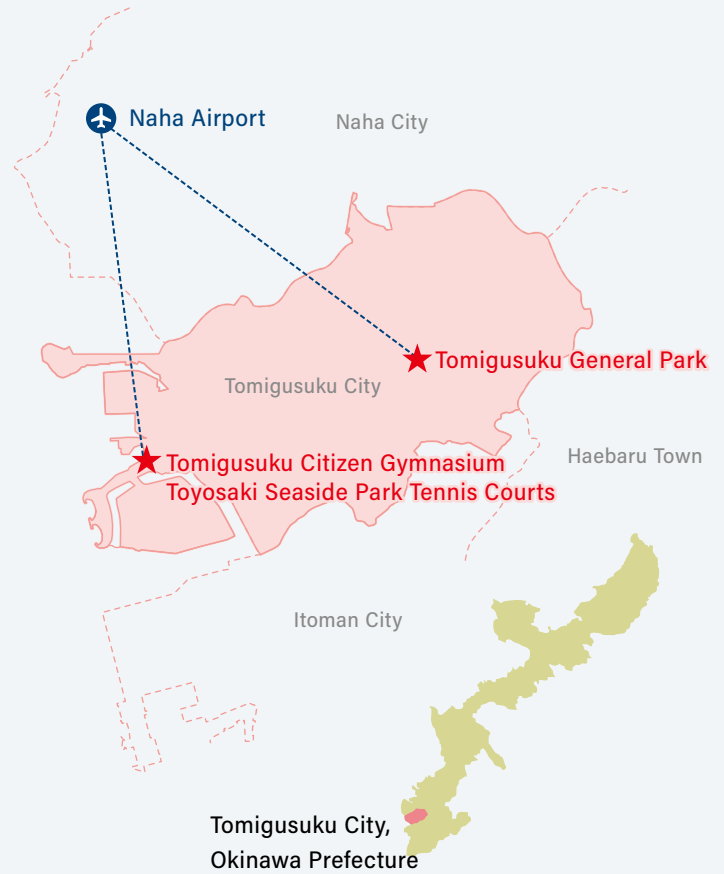 Naha Airport
Naha City
Tomigusuku General Park
Tomigusuku City
Haebaru Town
Tomigusuku Citizen Gymnasium
Toyosaki Seaside Park Tennis Courts
Itoman City
Tomigusuku City,
Okinawa Prefecture